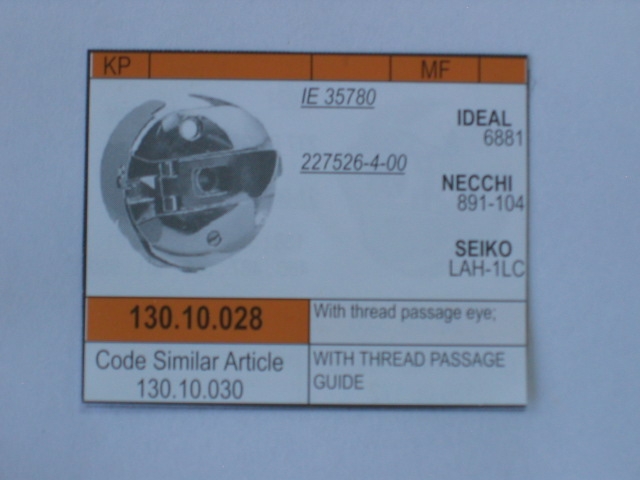 KP MF
IE 35780
IDEAL
6881
227526-4-00
NECCHI
891-104
SEIKO
LAH-1LC
130.10.028
With thread passage eye;
Code Similar Article
130.10.030
WITH THREAD PASSAGE
GUIDE